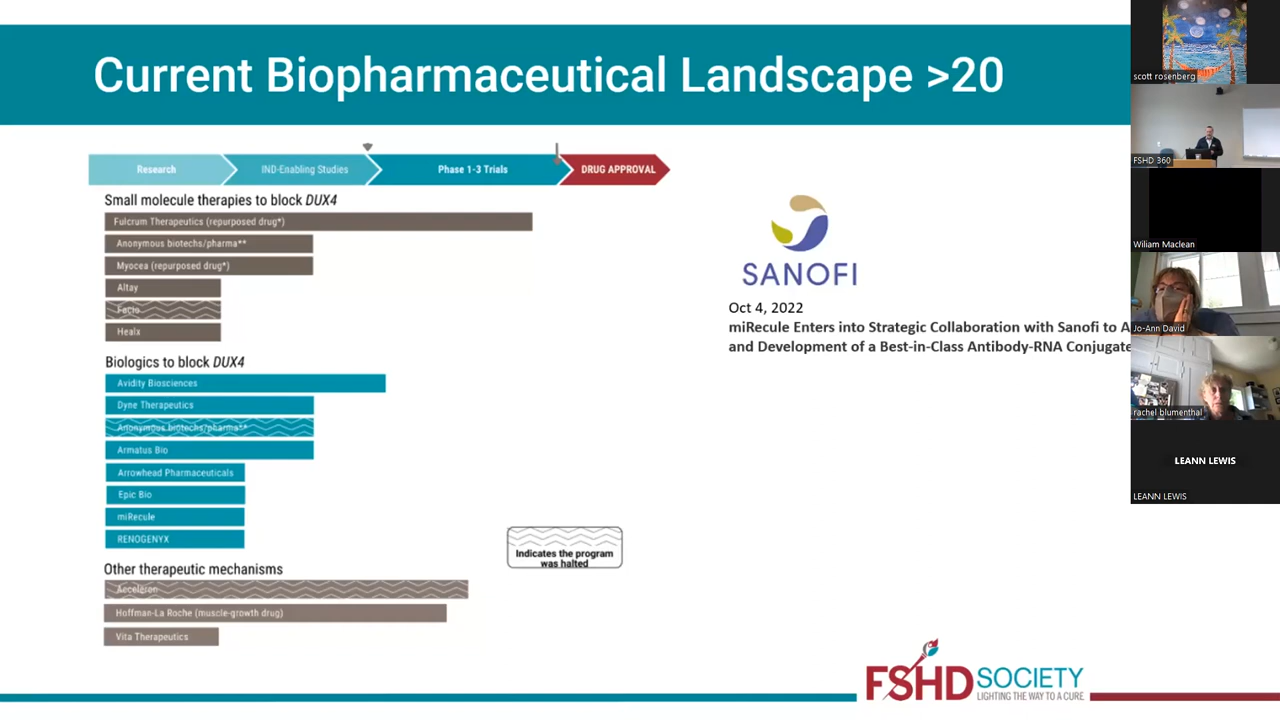 Current Biopharmaceutical Landscape >20
Research
IND-Enabling Studies
Phase 1-3 Trials
DRUG APPROVAL
Small molecule therapies to block DUX4
Fulcrum Therapeutics (repurposed drug*)
Anonymous biotechs/pharma**
Myocea (repurposed drug*)
Altay
Facio
Healx
Biologics to block DUX4
Avidity Biosciences
Dyne Therapeutics
Anonymous biotechs/pharma**
Armatus Bio
Arrowhead Pharmaceuticals
Epic Bio
miRecule
RENOGENYX
Other therapeutic mechanisms
Acceleron
Hoffman-La Roche (muscle-growth drug)
Vita Therapeutics
Indicates the program
was halted
SANOFI
Oct 4, 2022
miRecule Enters into Strategic Collaboration with Sanofi to A
and Development of a Best-in-Class Antibody-RNA Conjugate
FSHD SOCIETY
LIGHTING THE WAY TO A CURE
scott rosenberg
FSHD 360
Wiliam Maclean
Jo-Ann David
rachel blumenthal
LEANN LEWIS
LEANN LEWIS